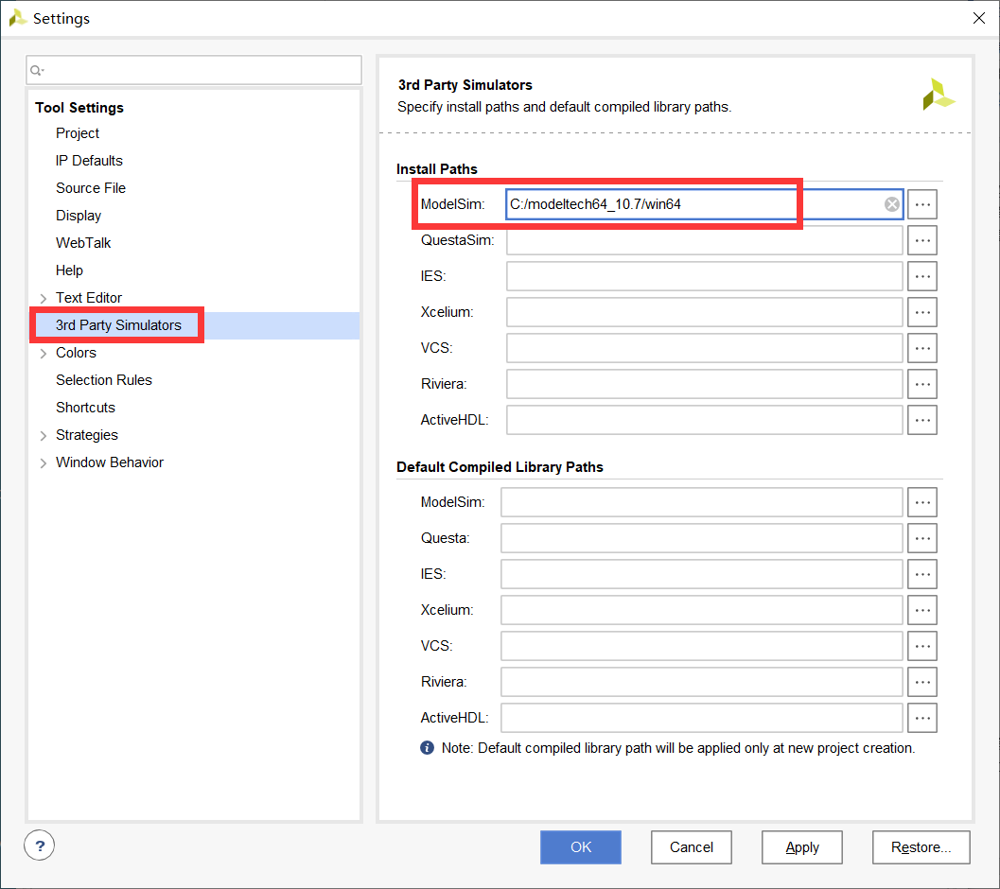 Settings
Tool Settings
Project
IP Defaults
Source File
Display
WebTalk
Help
Text Editor
3rd Party Simulators
Colors
Selection Rules
Shortcuts
Strategies
Window Behavior
3rd Party Simulators
Specify install paths and default compiled library paths.
Install Paths
ModelSim: C:/modeltech64_10.7/win64 ...
QuestaSim: ...
IES: ...
Xcelium: ...
VCS: ...
Riviera: ...
ActiveHDL: ...
Default Compiled Library Paths
ModelSim: ...
Questa: ...
IES: ...
Xcelium: ...
VCS: ...
Riviera: ...
ActiveHDL: ...
Note: Default compiled library path will be applied only at new project creation.
? OK Cancel Apply Restore...